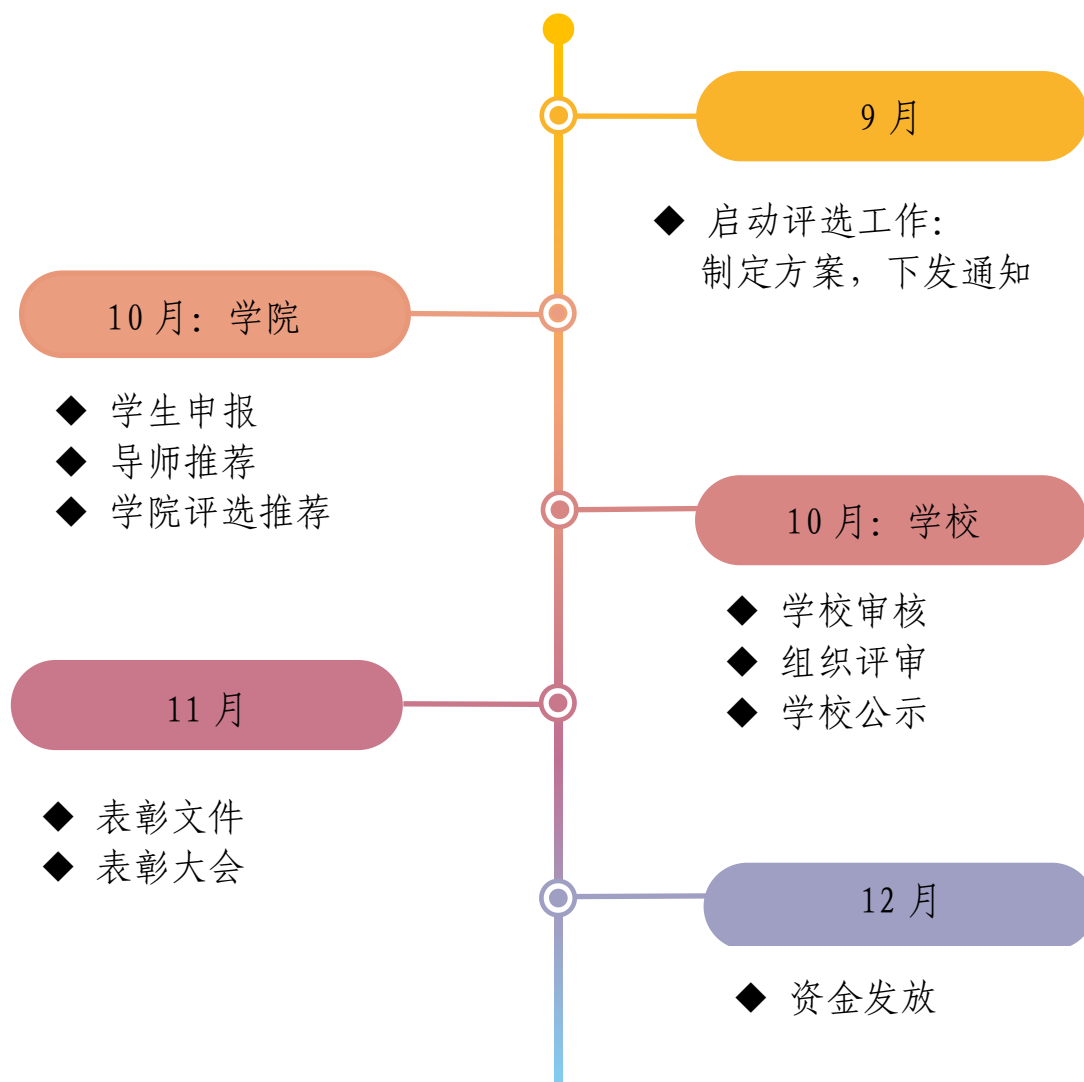 9 月
◆ 启动评选工作：
制定方案，下发通知
10 月：学院
◆ 学生申报
◆ 导师推荐
◆ 学院评选推荐
10 月：学校
◆ 学校审核
◆ 组织评审
◆ 学校公示
11 月
◆ 表彰文件
◆ 表彰大会
12 月
◆ 资金发放